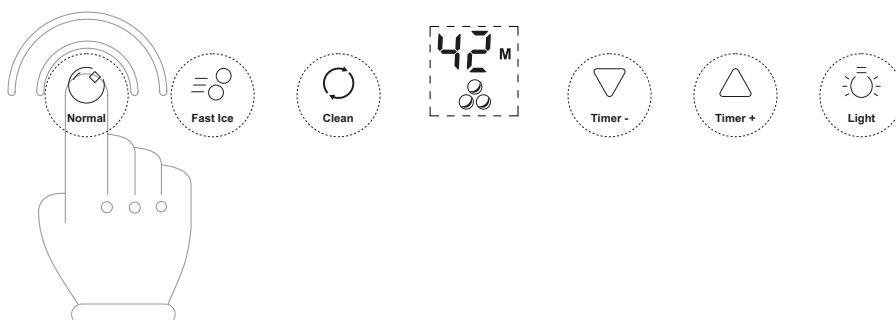 42 M
Normal
Fast Ice
Clean
Timer -
Timer +
Light